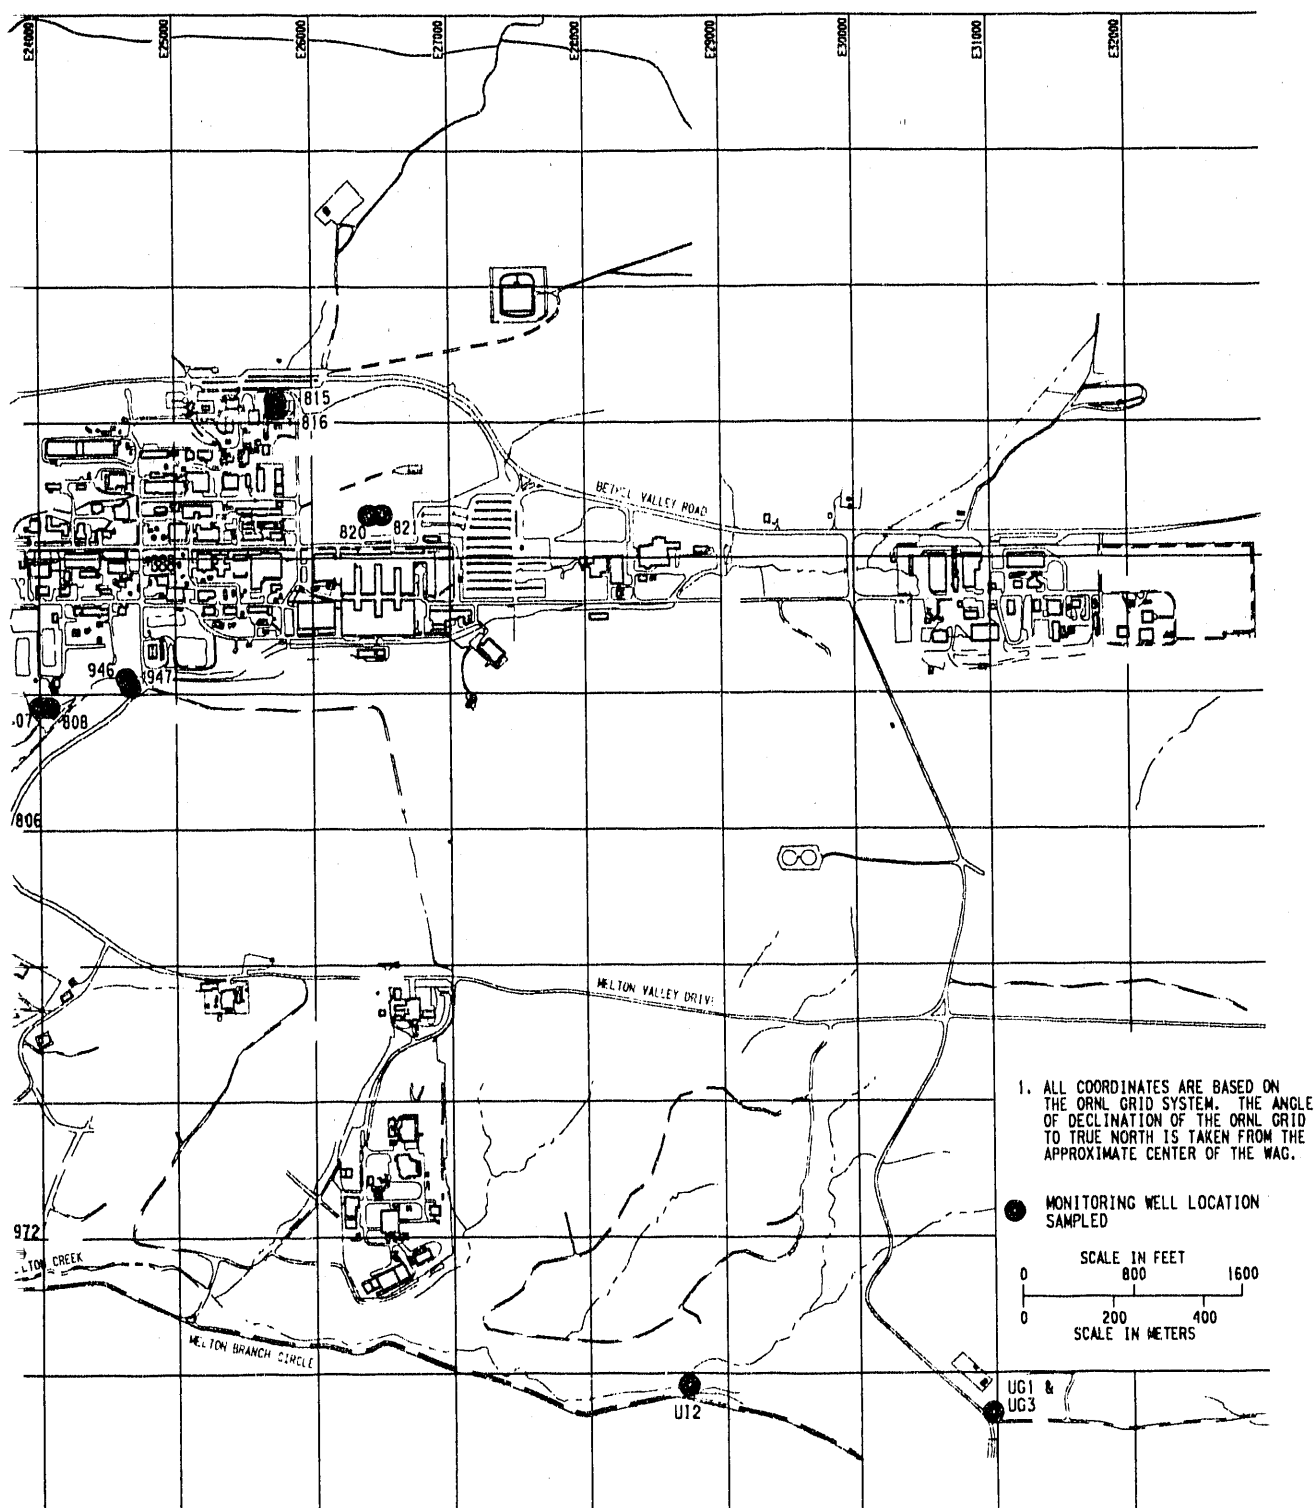 E24000
E25000
E26000
E27000
E28000
E29000
E30000
E31000
E32000
815
816
BETHEL VALLEY ROAD
820
821
946
947
07
808
806
MELTON VALLEY DRIVE
1. ALL COORDINATES ARE BASED ON
THE ORNL GRID SYSTEM. THE ANGLE
OF DECLINATION OF THE ORNL GRID
TO TRUE NORTH IS TAKEN FROM THE
APPROXIMATE CENTER OF THE WAG.
MONITORING WELL LOCATION
SAMPLED
972
LTON CREEK
SCALE IN FEET
0 800 1600
0 200 400
SCALE IN METERS
MELTON BRANCH CIRCLE
U12
UG1 &
UG3